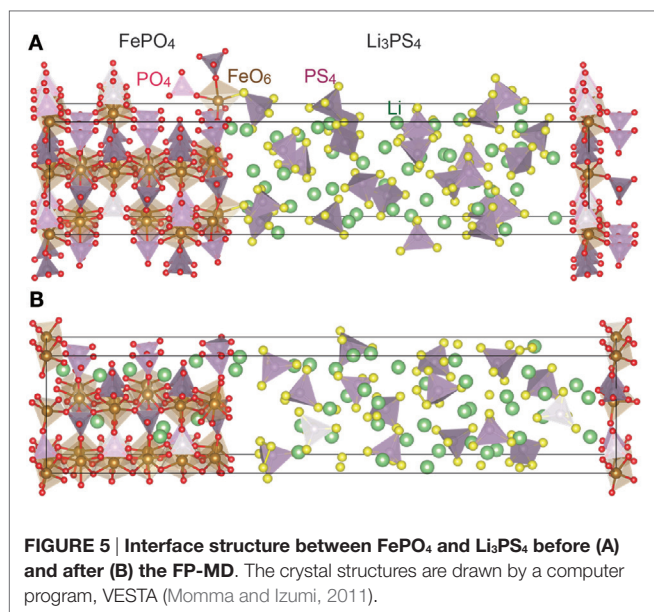 A
FePO₄ Li₃PS₄
PO₄ FeO₆ PS₄
Li
B
FIGURE 5 | Interface structure between FePO₄ and Li₃PS₄ before (A)
and after (B) the FP-MD. The crystal structures are drawn by a computer
program, VESTA (Momma and Izumi, 2011).